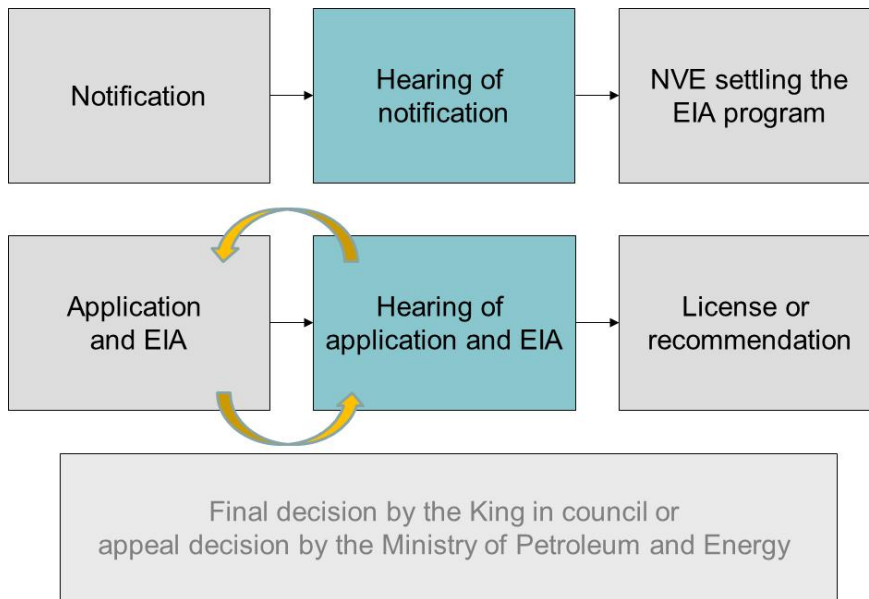 Notification
Hearing of
notification
NVE settling the
EIA program
Application
and EIA
Hearing of
application and EIA
License or
recommendation
Final decision by the King in council or
appeal decision by the Ministry of Petroleum and Energy